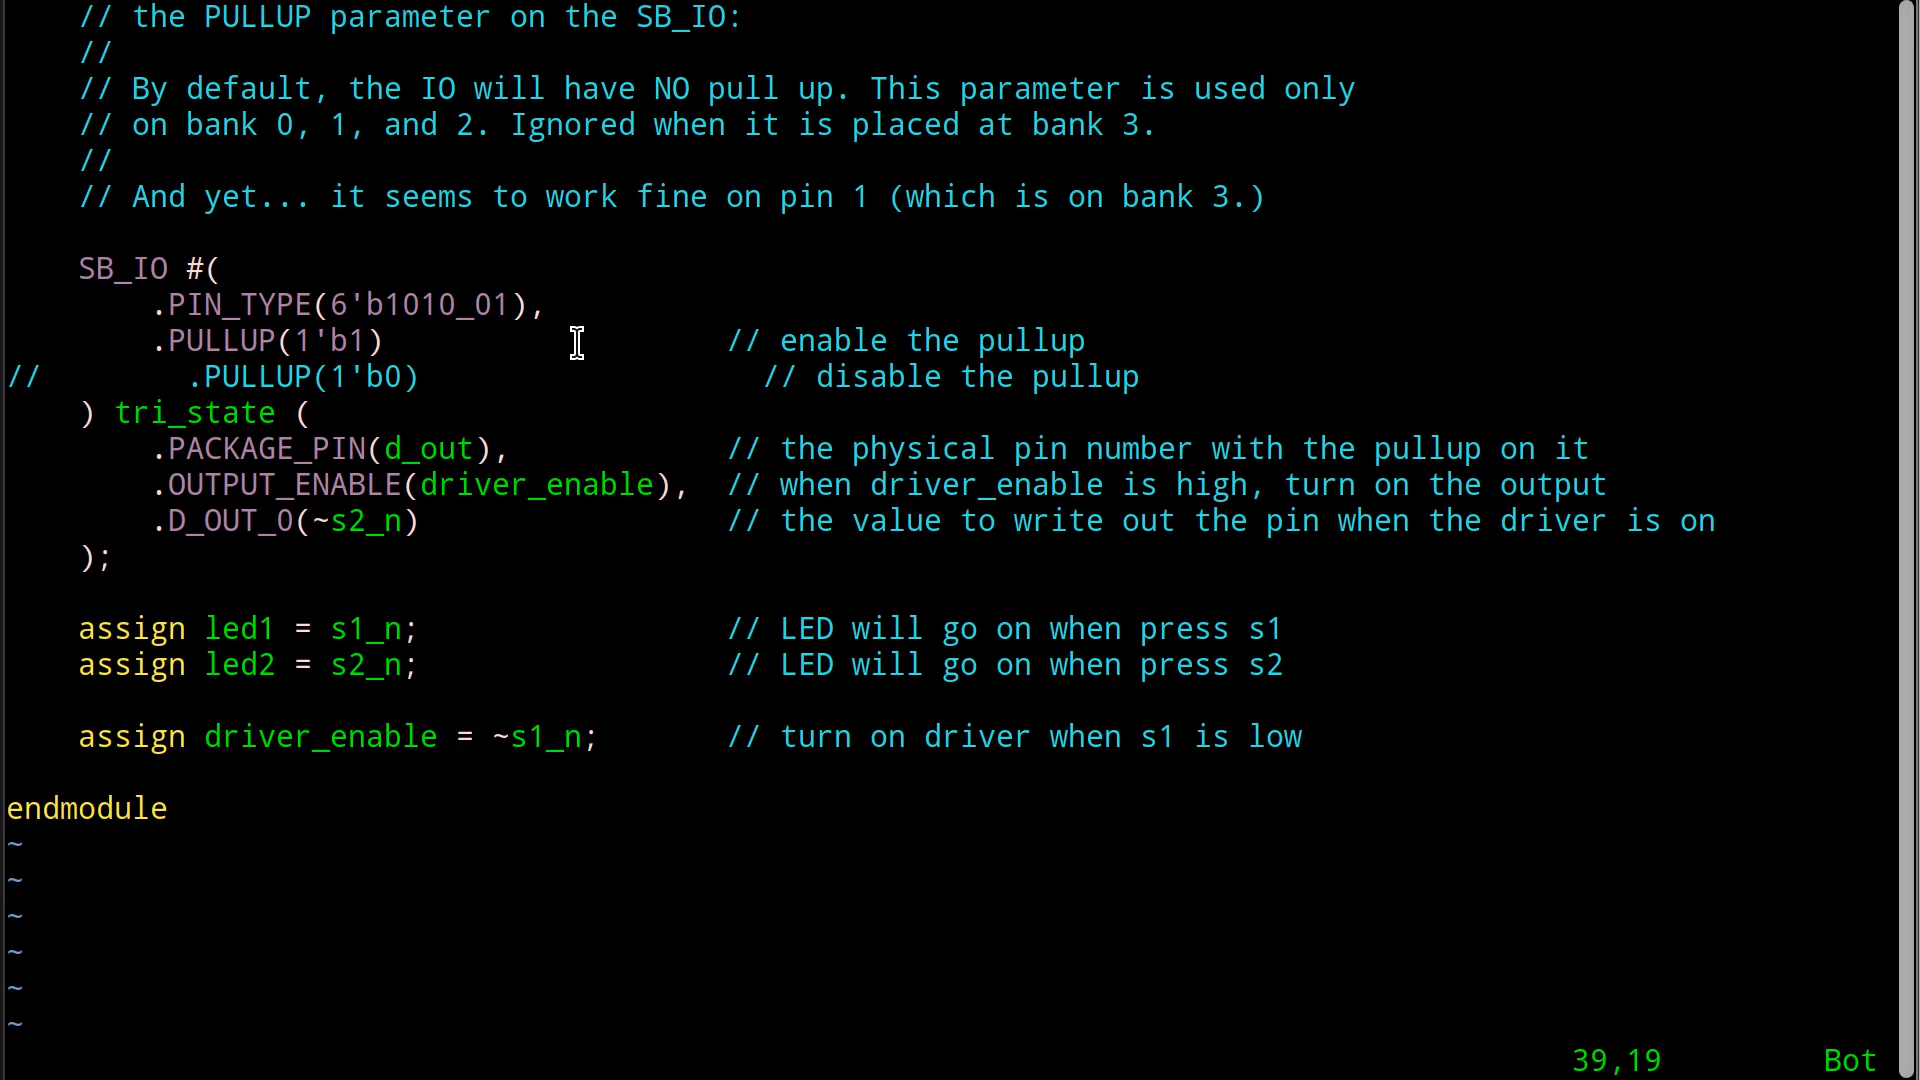 // the PULLUP parameter on the SB_IO:
    //
    // By default, the IO will have NO pull up. This parameter is used only
    // on bank 0, 1, and 2. Ignored when it is placed at bank 3.
    //
    // And yet... it seems to work fine on pin 1 (which is on bank 3.)

    SB_IO #(
        .PIN_TYPE(6'b1010_01),
        .PULLUP(1'b1)                   // enable the pullup
//        .PULLUP(1'b0)                   // disable the pullup
    ) tri_state (
        .PACKAGE_PIN(d_out),            // the physical pin number with the pullup on it
        .OUTPUT_ENABLE(driver_enable),  // when driver_enable is high, turn on the output
        .D_OUT_0(~s2_n)                 // the value to write out the pin when the driver is on
    );

    assign led1 = s1_n;                 // LED will go on when press s1
    assign led2 = s2_n;                 // LED will go on when press s2

    assign driver_enable = ~s1_n;       // turn on driver when s1 is low

endmodule
~
~
~
~
~
~
39,19         Bot